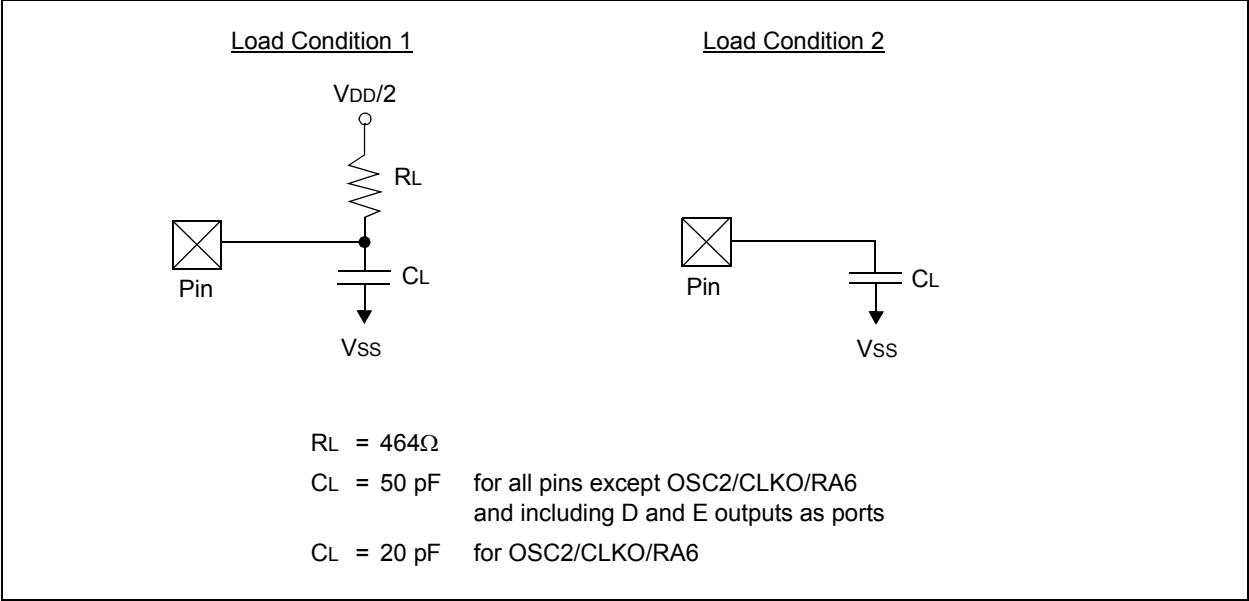 Load Condition 1
Load Condition 2
VDD/2
RL
Pin
CL
VSS
Pin
CL
VSS
RL = 464Ω
CL = 50 pF for all pins except OSC2/CLKO/RA6
and including D and E outputs as ports
CL = 20 pF for OSC2/CLKO/RA6